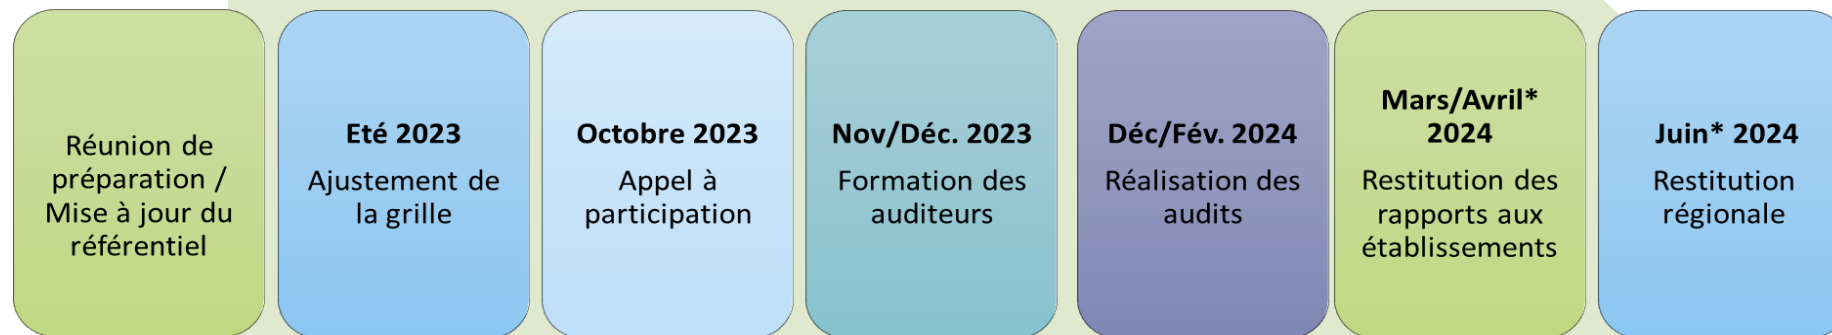 Réunion de
préparation /
Mise à jour du
référentiel
Eté 2023
Ajustement de
la grille
Octobre 2023
Appel à
participation
Nov/Déc. 2023
Formation des
auditeurs
Déc/Fév. 2024
Réalisation des
audits
Mars/Avril*
2024
Restitution des
rapports aux
établissements
Juin* 2024
Restitution
régionale